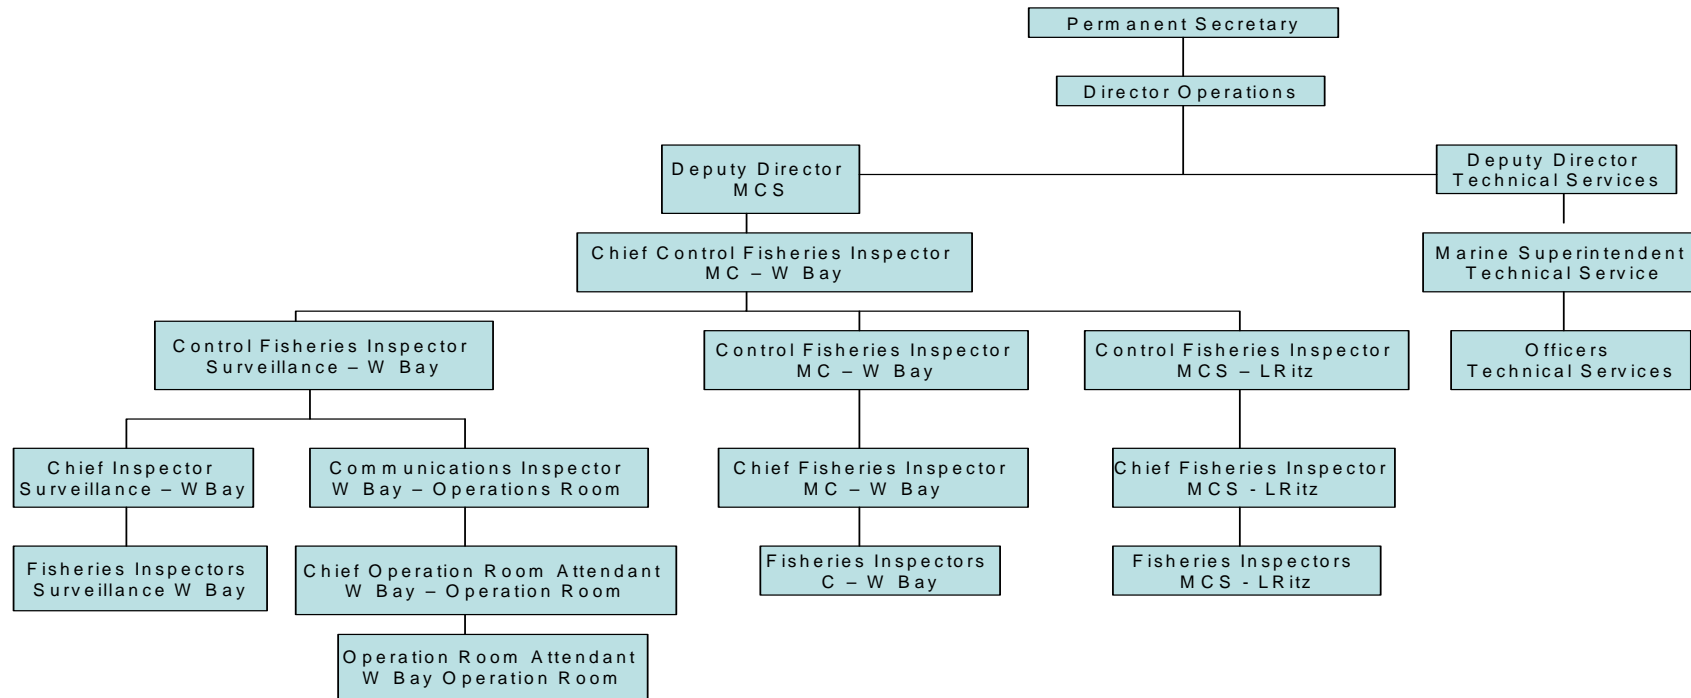 Permanent Secretary
Director Operations
Deputy Director
MCS
Deputy Director
Technical Services
Chief Control Fisheries Inspector
MC – W Bay
Marine Superintendent
Technical Service
Control Fisheries Inspector
Surveillance – W Bay
Control Fisheries Inspector
MC – W Bay
Control Fisheries Inspector
MCS – LRitz
Officers
Technical Services
Chief Inspector
Surveillance – W Bay
Communications Inspector
W Bay – Operations Room
Chief Fisheries Inspector
MC – W Bay
Chief Fisheries Inspector
MCS - LRitz
Fisheries Inspectors
Surveillance W Bay
Chief Operation Room Attendant
W Bay – Operation Room
Fisheries Inspectors
C – W Bay
Fisheries Inspectors
MCS - LRitz
Operation Room Attendant
W Bay Operation Room